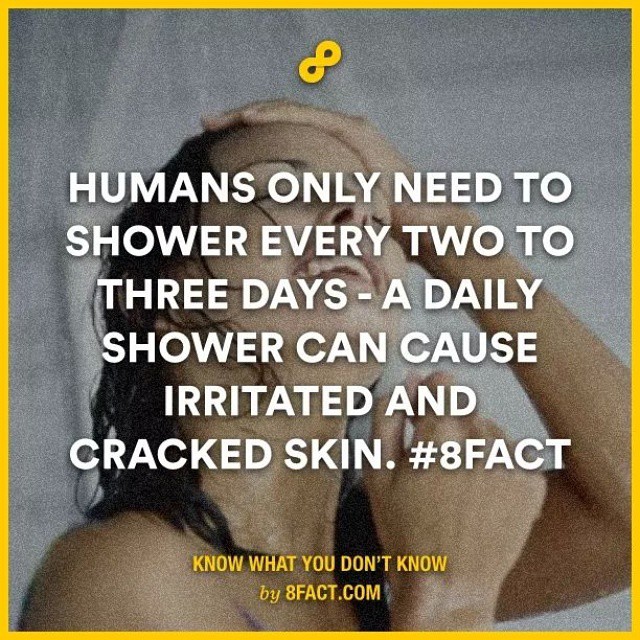 HUMANS ONLY NEED TO
SHOWER EVERY TWO TO
THREE DAYS - A DAILY
SHOWER CAN CAUSE
IRRITATED AND
CRACKED SKIN. #8FACT
KNOW WHAT YOU DON'T KNOW
by 8FACT.COM